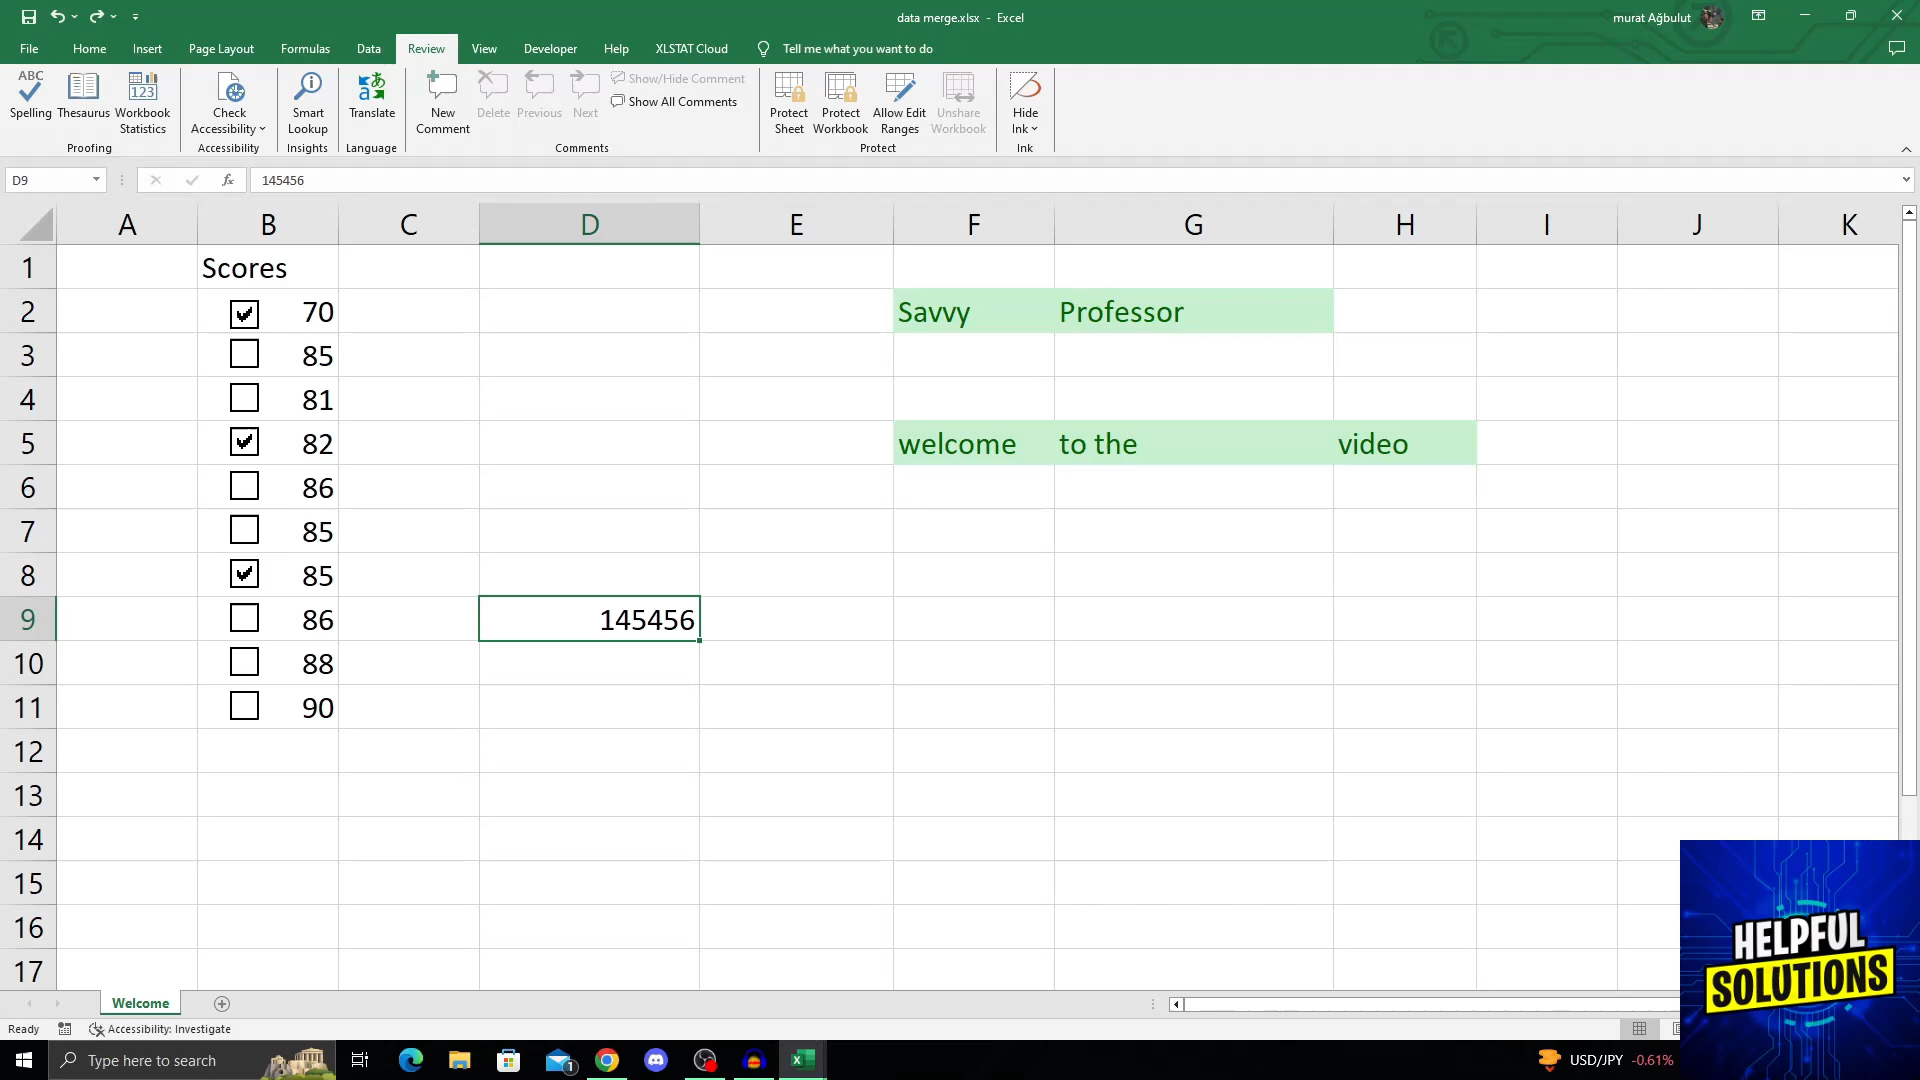 data merge.xlsx - Excel
murat Ağbulut
File Home Insert Page Layout Formulas Data Review View Developer Help XLSTAT Cloud Tell me what you want to do
ABC
Spelling
Thesaurus
123
Workbook
Statistics
Check
Accessibility
Smart
Lookup
Translate
New
Comment
Delete
Previous
Next
Show/Hide Comment
Show All Comments
Protect
Sheet
Protect
Workbook
Allow Edit
Ranges
Unshare
Workbook
Hide
Ink
Proofing Accessibility Insights Language Comments Protect Ink
D9 fx 145456
A B C D E F G H I J K
1 Scores
2 70 Savvy Professor
3 85
4 81
5 82 welcome to the video
6 86
7 85
8 85
9 86 145456
10 88
11 90
12
13
14
15
16
17
Welcome
Ready Accessibility: Investigate
HELPFUL
SOLUTIONS
Type here to search
1
USD/JPY -0.61%